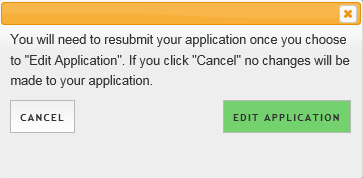 You will need to resubmit your application once you choose
to "Edit Application". If you click "Cancel" no changes will be
made to your application.
CANCEL
EDIT APPLICATION